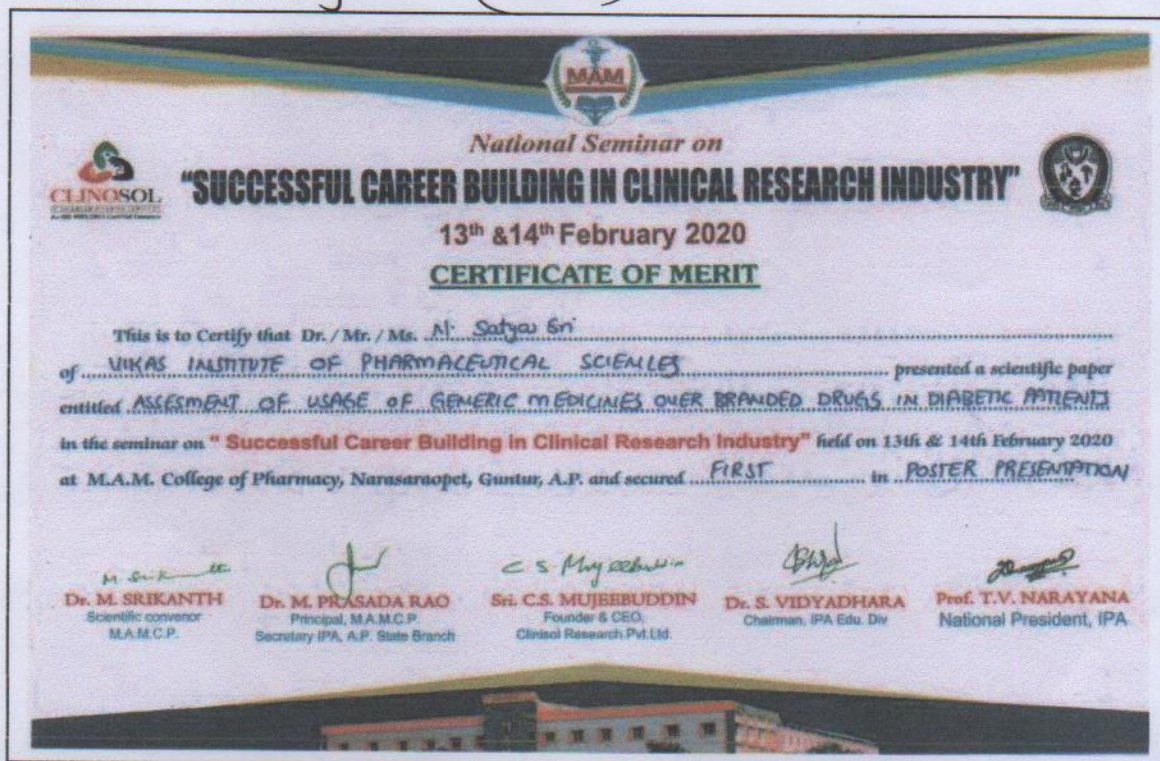 MAM
National Seminar on
CLINOSOL
"SUCCESSFUL CAREER BUILDING IN CLINICAL RESEARCH INDUSTRY"
13th &14th February 2020
CERTIFICATE OF MERIT
This is to Certify that Dr. / Mr. / Ms. N. Satya Sri
of VIKAS INSTITUTE OF PHARMACEUTICAL SCIENCES presented a scientific paper
entitled ASSESMENT OF USAGE OF GENERIC MEDICINES OVER BRANDED DRUGS IN DIABETIC PATIENTS
in the seminar on " Successful Career Building in Clinical Research Industry" held on 13th & 14th February 2020
at M.A.M. College of Pharmacy, Narasaraopet, Guntur, A.P. and secured FIRST in POSTER PRESENTATION
M. Srikanth
C S Mujeebuddin
Dr. M. SRIKANTH
Scientific convenor
M.A.M.C.P.
Dr. M. PRASADA RAO
Principal, M.A.M.C.P.
Secretary IPA, A.P. State Branch
Sri. C.S. MUJEEBUDDIN
Founder & CEO,
Clinisol Research Pvt.Ltd.
Dr. S. VIDYADHARA
Chairman, IPA Edu. Div
Prof. T.V. NARAYANA
National President, IPA